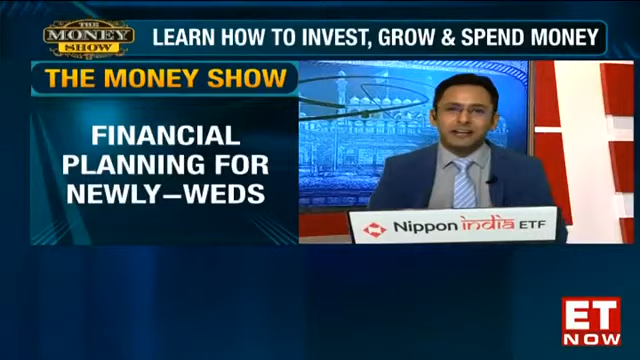 THE
MONEY
SHOW
LEARN HOW TO INVEST, GROW & SPEND MONEY
THE MONEY SHOW
FINANCIAL
PLANNING FOR
NEWLY–WEDS
Nippon india ETF
ET
NOW